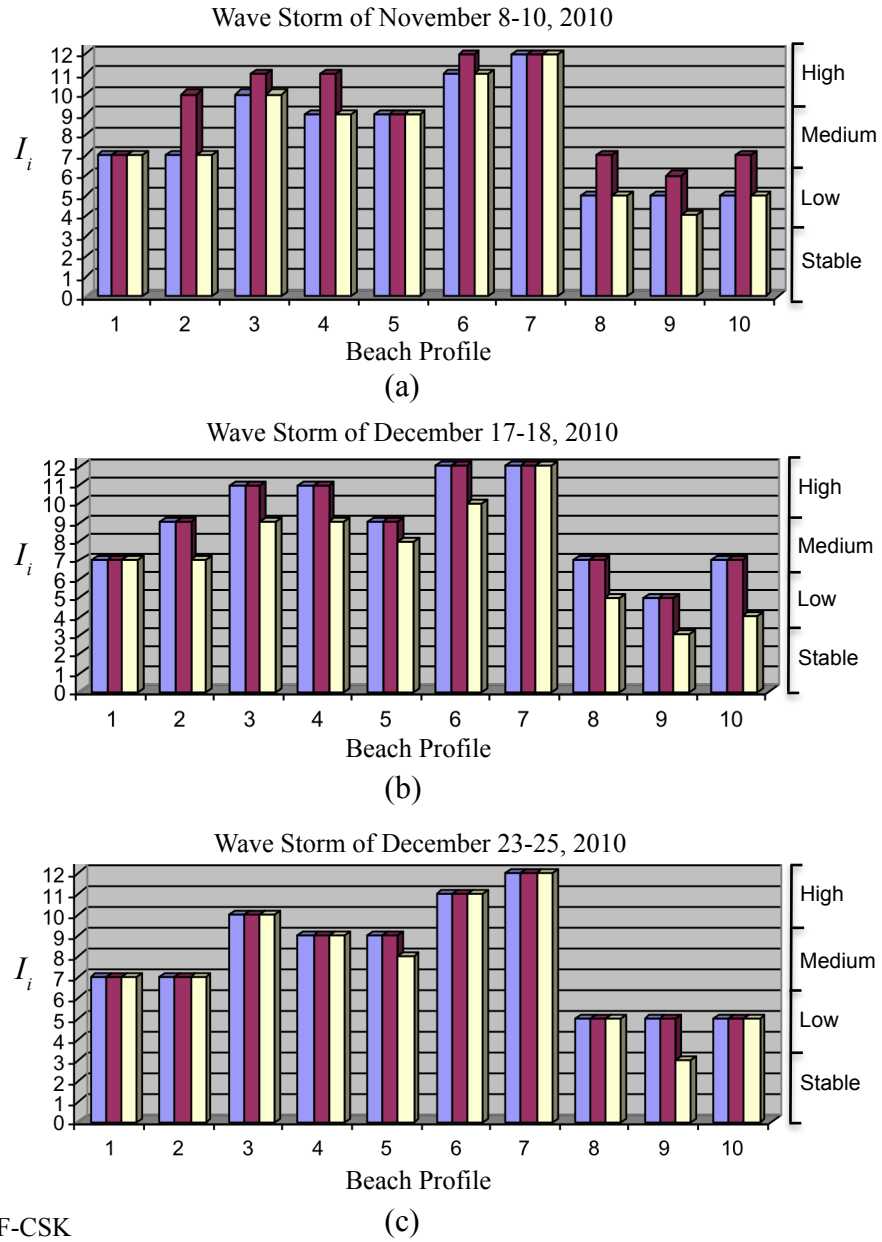 Wave Storm of November 8-10, 2010
12
11
10
9
8
7
6
5
4
3
2
1
0
I_i
High
Medium
Low
Stable
1 2 3 4 5 6 7 8 9 10
Beach Profile
(a)
Wave Storm of December 17-18, 2010
12
11
10
9
8
7
6
5
4
3
2
1
0
I_i
High
Medium
Low
Stable
1 2 3 4 5 6 7 8 9 10
Beach Profile
(b)
Wave Storm of December 23-25, 2010
12
11
10
9
8
7
6
5
4
3
2
1
0
I_i
High
Medium
Low
Stable
1 2 3 4 5 6 7 8 9 10
Beach Profile
(c)
F-CSK